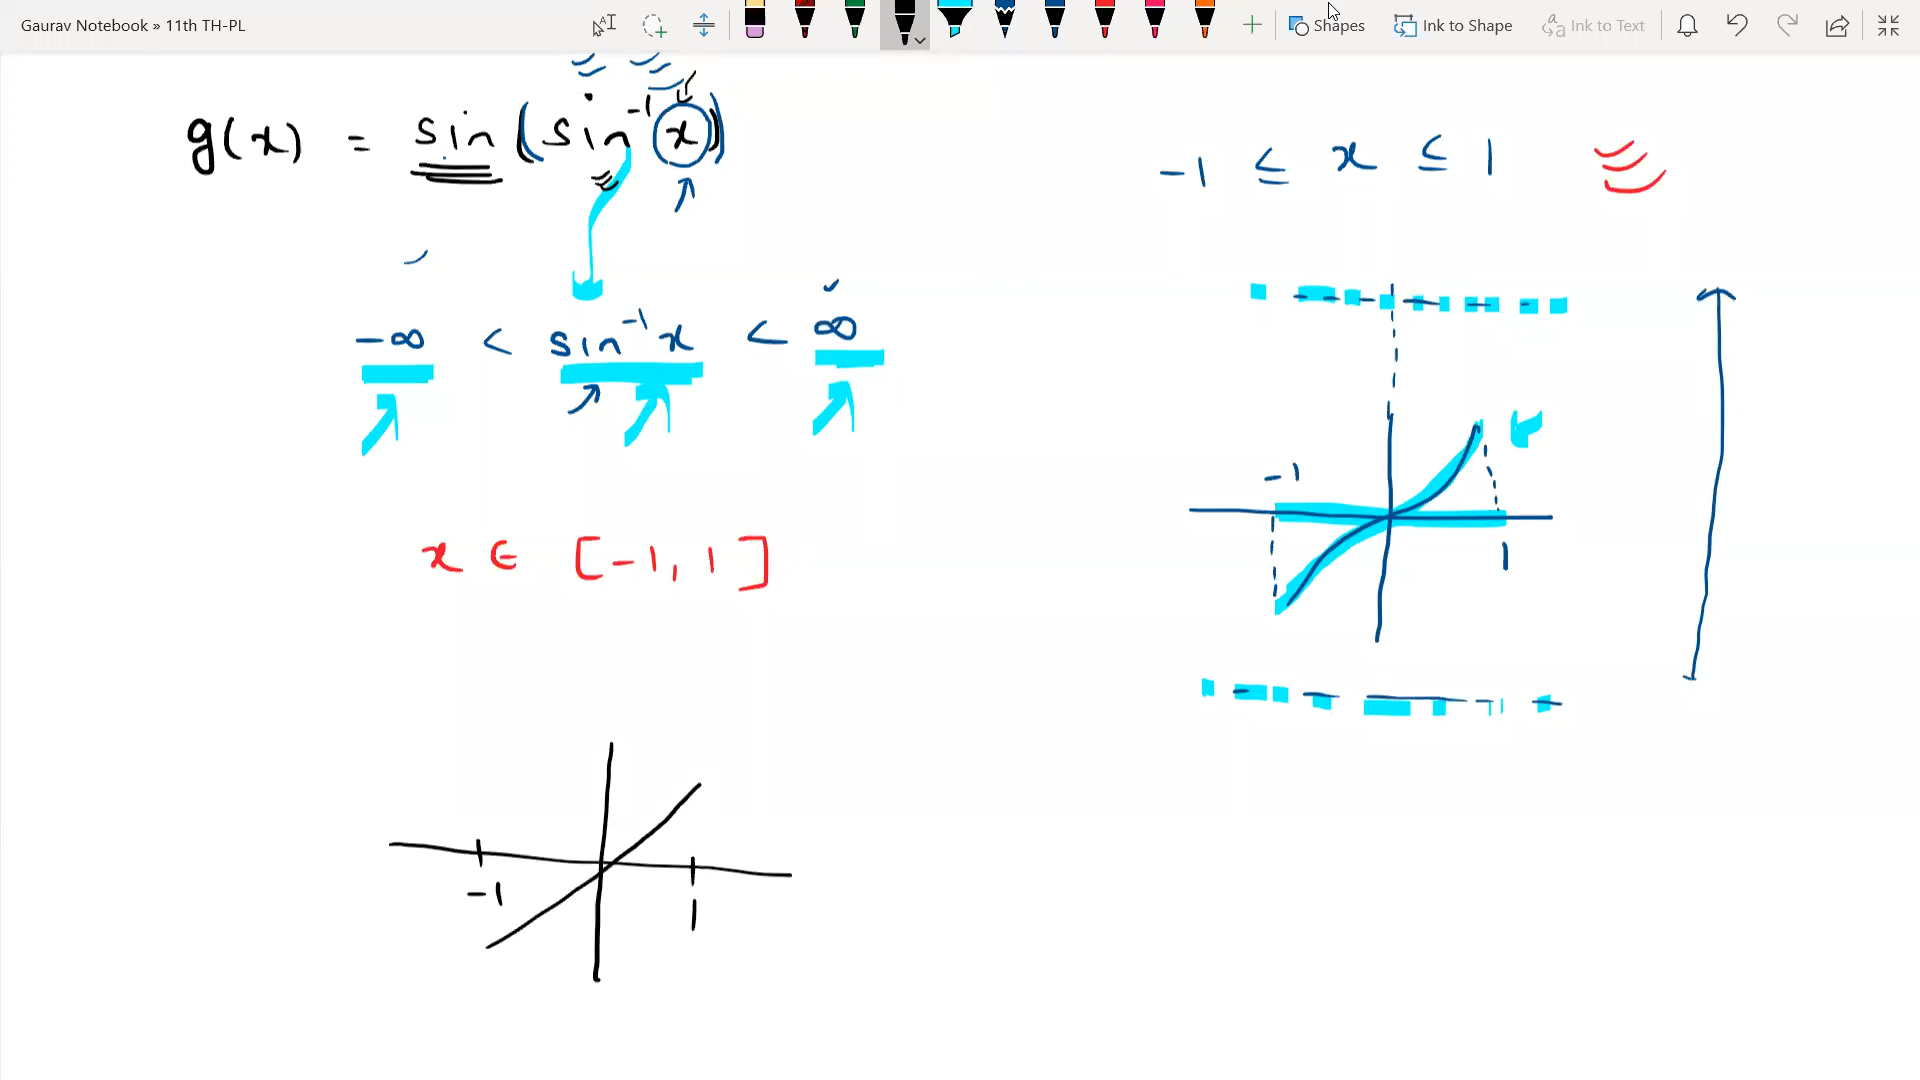 Gaurav Notebook » 11th TH-PL
Shapes
Ink to Shape
Ink to Text
g(x) = sin (sin⁻¹ x)
-1 ≤ x ≤ 1
-∞ < sin⁻¹ x < ∞
-1
1
x ∈ [-1, 1]
-1
1